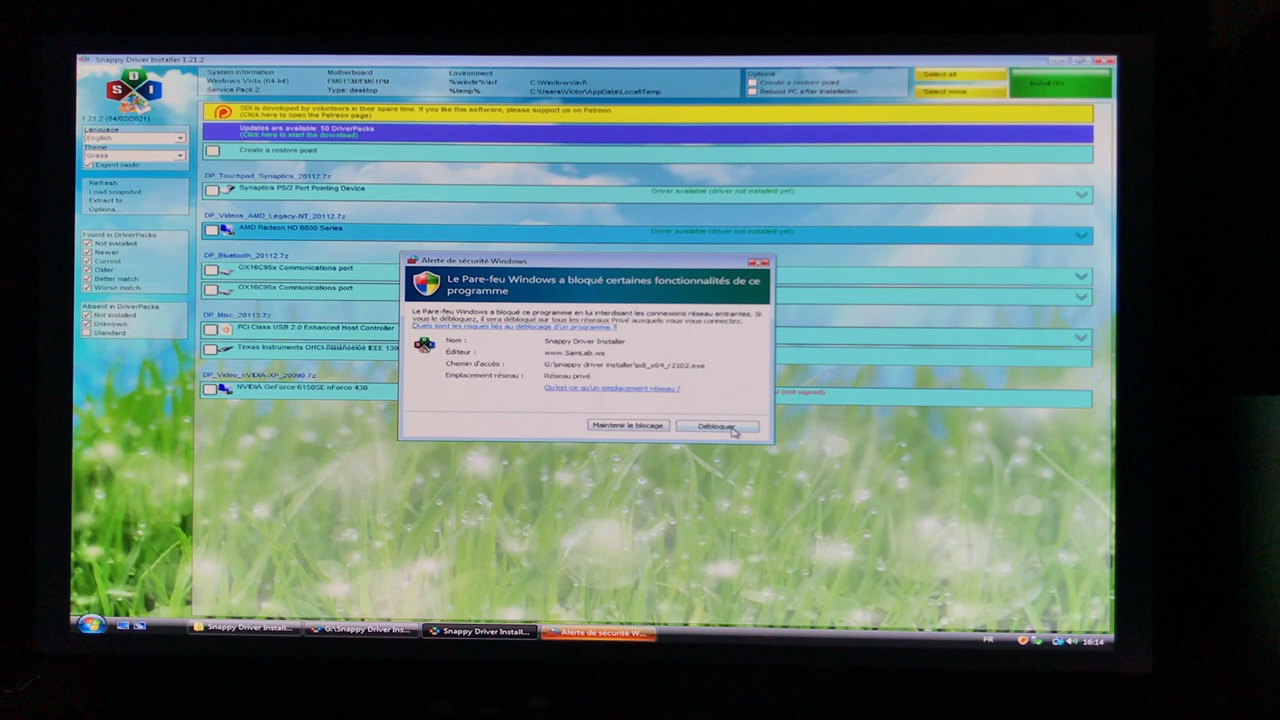 Snappy Driver Installer 1.21.2
S D I
1.21.2 (04/02/2021)
Language
English
Theme
Grass
Expert mode
Refresh
Load snapshot
Extract to...
Options...
Found in DriverPacks
Not installed
Newer
Current
Older
Better match
Worse match
Absent in DriverPacks
Not installed
Unknown
Standard
System information
Windows Vista (64-bit)
Service Pack 2
Motherboard
EM61SM/EM61PM
Type: desktop
Environment
%windir%\inf C:\Windows\inf\
%temp% C:\Users\Victor\AppData\Local\Temp
Options
Create a restore point
Reboot PC after installation
Select all
Select none
Install (0)
SDI is developed by volunteers in their spare time. If you like this software, please support us on Patreon.
(Click here to open the Patreon page)
Updates are available: 50 DriverPacks
(Click here to start the download)
Create a restore point
DP_Touchpad_Synaptics_20112.7z
Synaptics PS/2 Port Pointing Device Driver available (driver not installed yet)
DP_Videos_AMD_Legacy-NT_20112.7z
AMD Radeon HD 6800 Series Driver available (driver not installed yet)
DP_Bluetooth_20112.7z
OX16C95x Communications port
OX16C95x Communications port
DP_Misc_20113.7z
PCI Class USB 2.0 Enhanced Host Controller
Texas Instruments OHCI-ñîâìåñòèìûé IEEE 139
DP_Video_nVIDIA-XP_20090.7z
NVIDIA GeForce 6150SE nForce 430
(not signed)
Alerte de sécurité Windows
Le Pare-feu Windows a bloqué certaines fonctionnalités de ce
programme
Le Pare-feu Windows a bloqué ce programme en lui interdisant les connexions réseau entrantes. Si
vous le débloquez, il sera débloqué sur tous les réseaux Privé auxquels vous vous connectez.
Quels sont les risques liés au déblocage d'un programme ?
Nom : Snappy Driver Installer
Éditeur : www.SamLab.ws
Chemin d'accès : G:\snappy driver installer\sdi_x64_r2102.exe
Emplacement réseau : Réseau privé
Qu'est-ce qu'un emplacement réseau ?
Maintenir le blocage
Débloquer
Snappy Driver Install...
G:\Snappy Driver Ins...
Snappy Driver Install...
Alerte de sécurité W...
FR
16:14